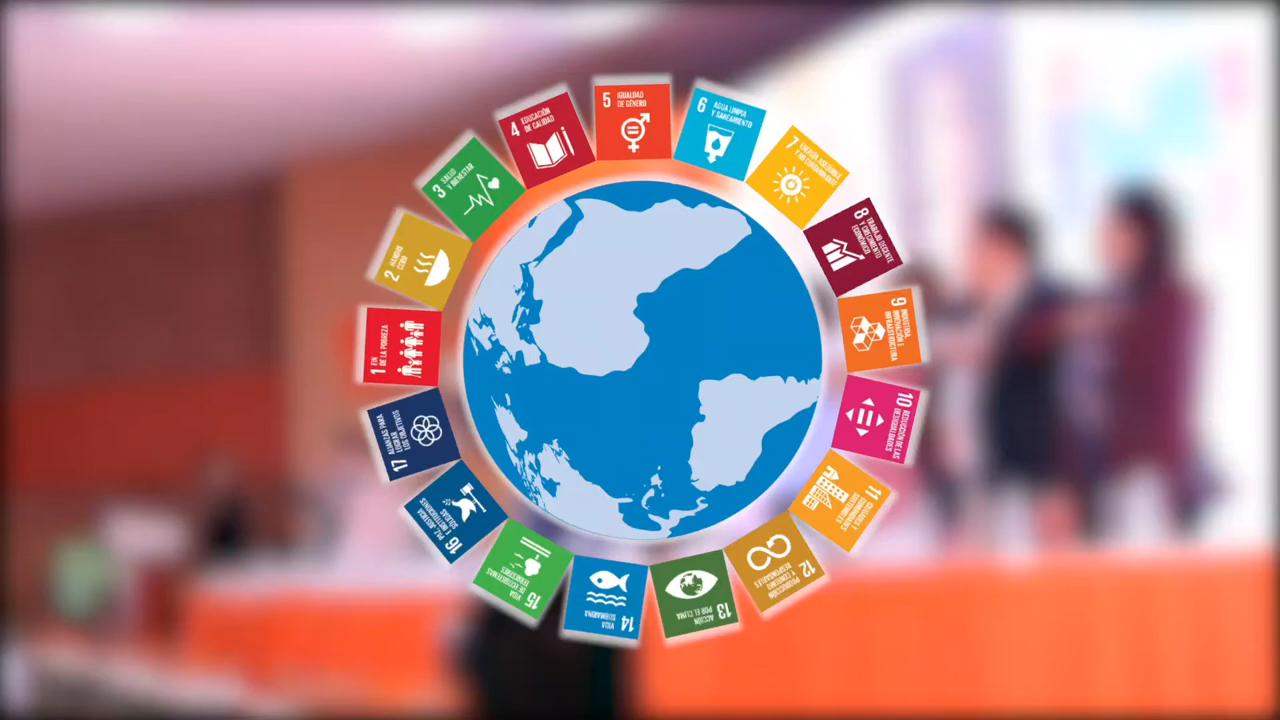 1 FIN
DE LA POBREZA
2 HAMBRE
CERO
3 SALUD
Y BIENESTAR
4 EDUCACIÓN
DE CALIDAD
5 IGUALDAD
DE GÉNERO
6 AGUA LIMPIA
Y SANEAMIENTO
7 ENERGÍA ASEQUIBLE
Y NO CONTAMINANTE
8 TRABAJO DECENTE
Y CRECIMIENTO
ECONÓMICO
9 INDUSTRIA,
INNOVACIÓN E
INFRAESTRUCTURA
10 REDUCCIÓN DE LAS
DESIGUALDADES
11 CIUDADES Y
COMUNIDADES
SOSTENIBLES
12 PRODUCCIÓN
Y CONSUMO
RESPONSABLES
13 ACCIÓN
POR EL CLIMA
14 VIDA
SUBMARINA
15 VIDA
DE ECOSISTEMAS
TERRESTRES
16 PAZ, JUSTICIA
E INSTITUCIONES
SÓLIDAS
17 ALIANZAS PARA
LOGRAR
LOS OBJETIVOS